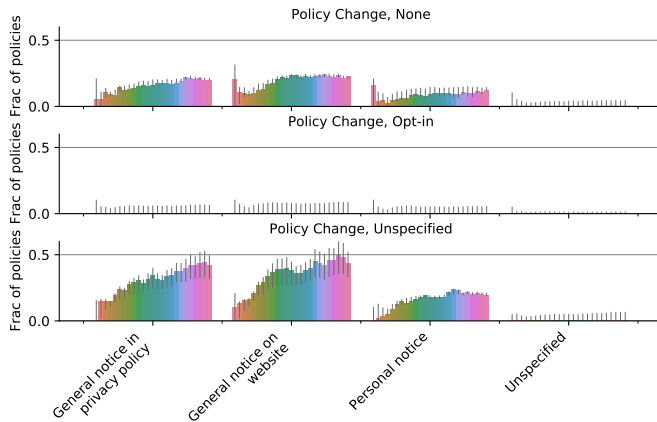 Policy Change, None
Frac of policies
0.5
0.0
Policy Change, Opt-in
Frac of policies
0.5
0.0
Policy Change, Unspecified
Frac of policies
0.5
0.0
General notice in
privacy policy
General notice on
website
Personal notice
Unspecified